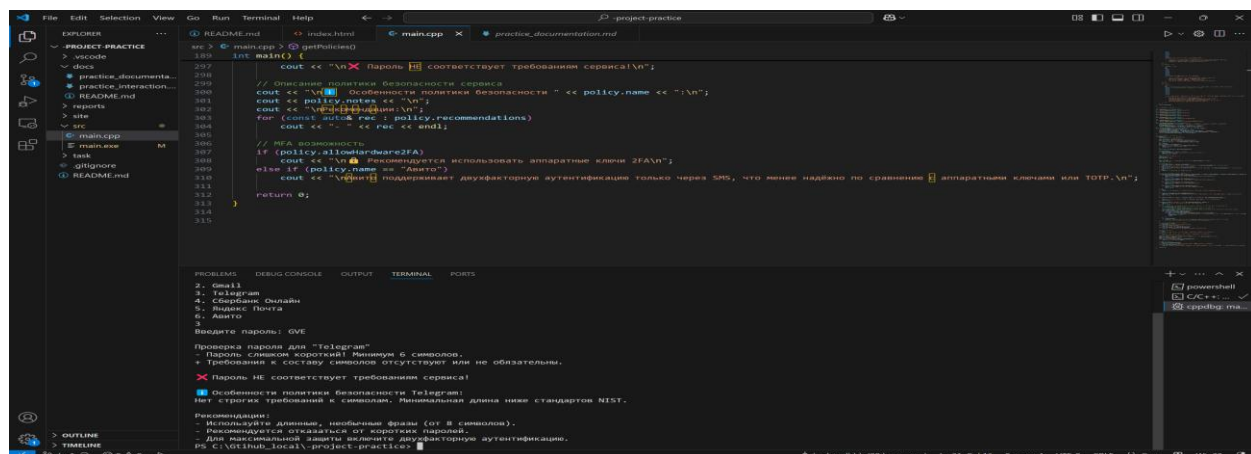 File Edit Selection View Go Run Terminal Help
-project-practice
EXPLORER
README.md
index.html
main.cpp
practice_documentation.md
-PROJECT-PRACTICE
.vscode
docs
practice_documenta...
practice_interaction....
README.md
reports
site
src
main.cpp
main.exe M
task
.gitignore
README.md
OUTLINE
TIMELINE
src > main.cpp > getPolicies()
189 int main() {
297 cout << "\n❌ Пароль НЕ соответствует требованиям сервиса!\n";
298
299 // Описание политики безопасности сервиса
300 cout << "\nℹ️ Особенности политики безопасности " << policy.name << ":\n";
301 cout << policy.notes << "\n";
302 cout << "\nРекомендации:\n";
303 for (const auto& rec : policy.recommendations)
304 cout << "- " << rec << endl;
305
306 // MFA возможность
307 if (policy.allowHardware2FA)
308 cout << "\n🔒 Рекомендуется использовать аппаратные ключи 2FA\n";
309 else if (policy.name == "Авито")
310 cout << "\nАвито поддерживает двухфакторную аутентификацию только через SMS, что менее надёжно по сравнению с аппаратными ключами или TOTP.\n";
311
312 return 0;
313 }
314
315
PROBLEMS DEBUG CONSOLE OUTPUT TERMINAL PORTS
powershell
C/C++: ...
cppdbg: ma...
2. Gmail
3. Telegram
4. Сбербанк Онлайн
5. Яндекс Почта
6. Авито
3
Введите пароль: GVE
Проверка пароля для "Telegram"
- Пароль слишком короткий! Минимум 6 символов.
+ Требования к составу символов отсутствуют или не обязательны.
❌ Пароль НЕ соответствует требованиям сервиса!
ℹ️ Особенности политики безопасности Telegram:
Нет строгих требований к символам. Минимальная длина ниже стандартов NIST.
Рекомендации:
- Используйте длинные, необычные фразы (от 8 символов).
- Рекомендуется отказаться от коротких паролей.
- Для максимальной защиты включите двухфакторную аутентификацию.
PS C:\Gtihub_local\-project-practice>